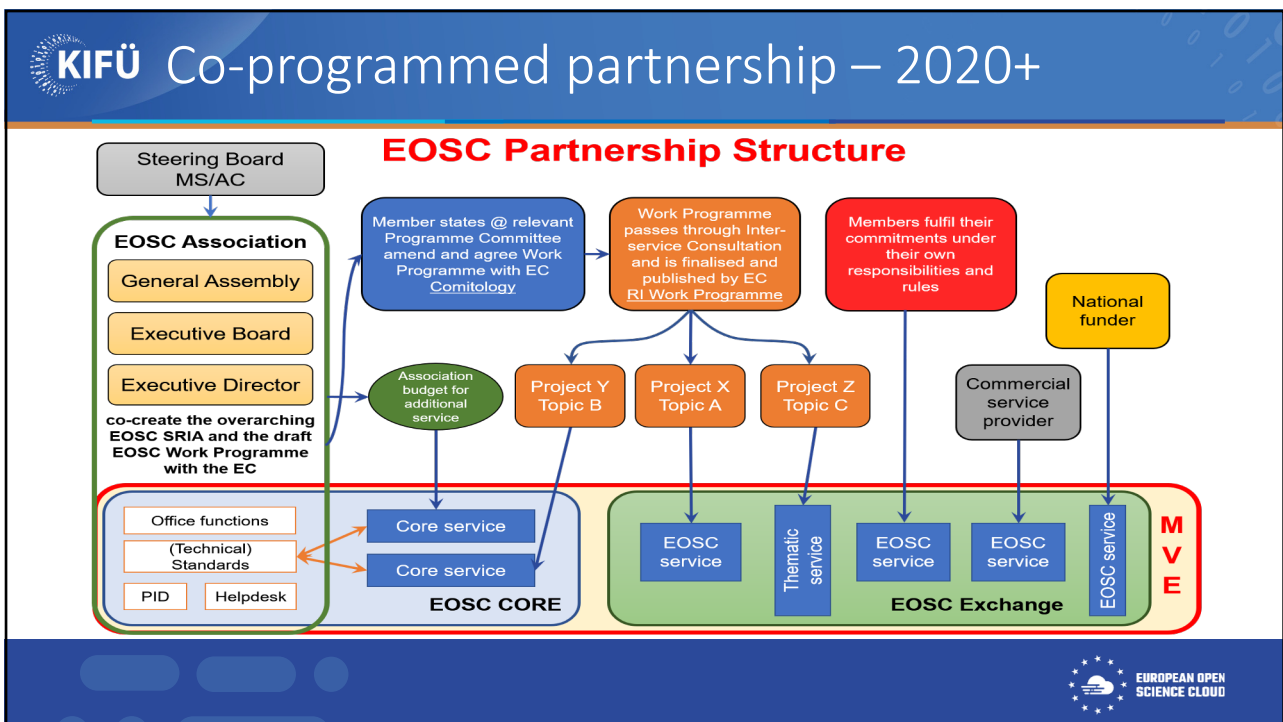 KIFÜ Co-programmed partnership – 2020+
EOSC Partnership Structure
Steering Board
MS/AC
EOSC Association
General Assembly
Executive Board
Executive Director
co-create the overarching
EOSC SRIA and the draft
EOSC Work Programme
with the EC
Member states @ relevant
Programme Committee
amend and agree Work
Programme with EC
Comitology
Work Programme
passes through Inter-
service Consultation
and is finalised and
published by EC
RI Work Programme
Members fulfil their
commitments under
their own
responsibilities and
rules
National
funder
Association
budget for
additional
service
Project Y
Topic B
Project X
Topic A
Project Z
Topic C
Commercial
service
provider
Office functions
(Technical)
Standards
PID
Helpdesk
Core service
Core service
EOSC CORE
EOSC
service
Thematic
service
EOSC
service
EOSC
service
EOSC service
EOSC Exchange
M
V
E
EUROPEAN OPEN
SCIENCE CLOUD